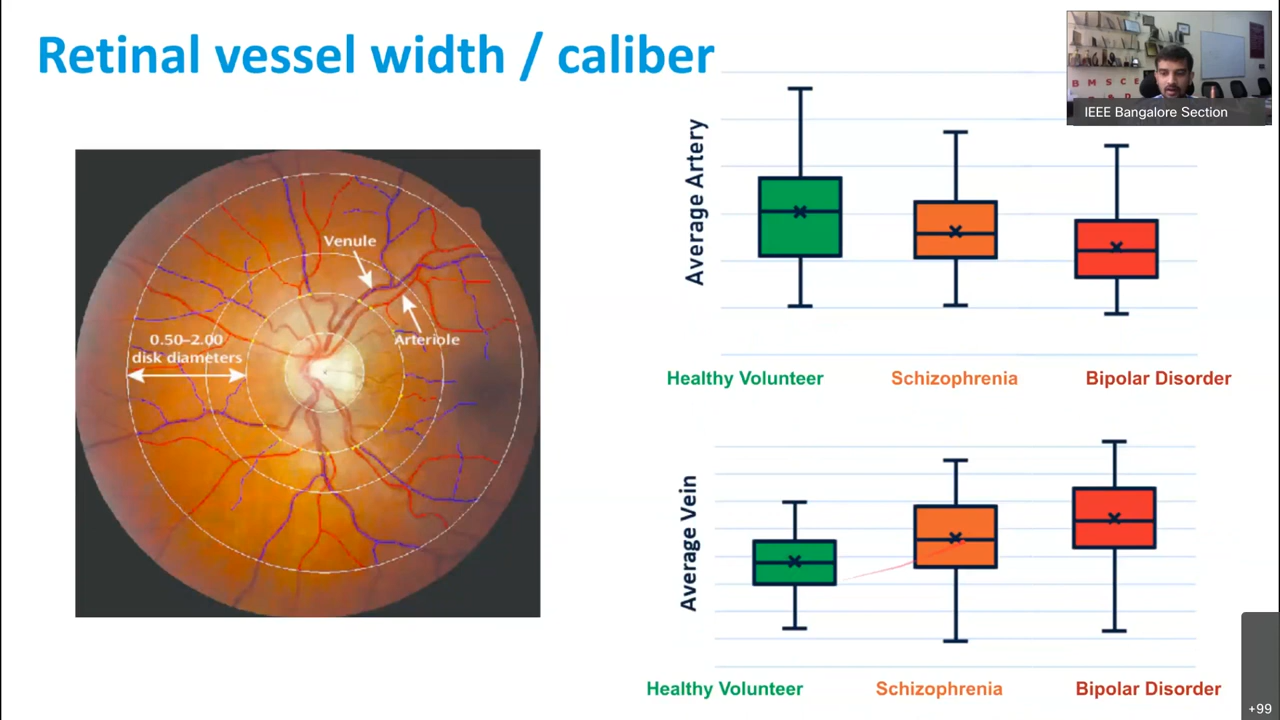 Retinal vessel width / caliber
B M S C E
IEEE Bangalore Section
Venule
Arteriole
0.50–2.00
disk diameters
Average Artery
Healthy Volunteer
Schizophrenia
Bipolar Disorder
Average Vein
Healthy Volunteer
Schizophrenia
Bipolar Disorder
+99